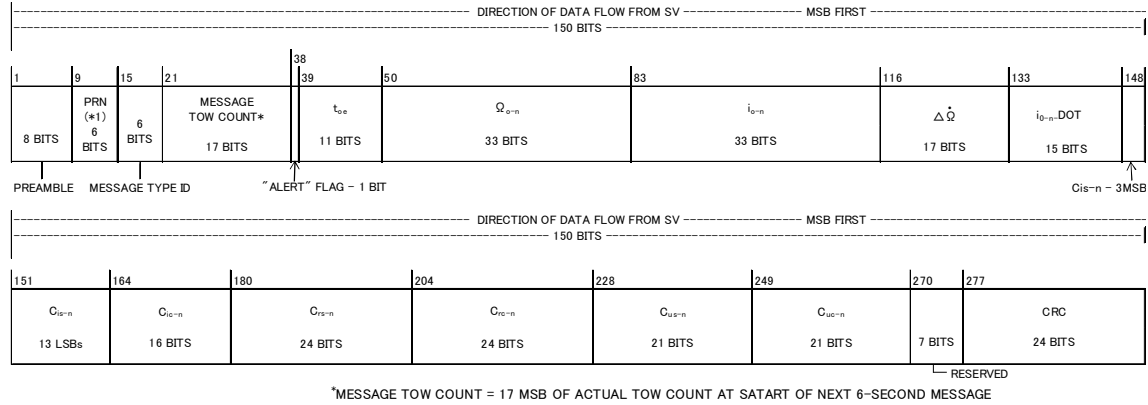 DIRECTION OF DATA FLOW FROM SV MSB FIRST
150 BITS
38
1 9 15 21 39 50 83 116 133 148
PRN MESSAGE t_oe Ω_o-n i_o-n ΔΩ̇ i_0-n-DOT
(*1) TOW COUNT*
8 BITS 6 BITS 6 BITS 17 BITS 11 BITS 33 BITS 33 BITS 17 BITS 15 BITS
PREAMBLE MESSAGE TYPE ID "ALERT" FLAG - 1 BIT Cis-n - 3MSB
DIRECTION OF DATA FLOW FROM SV MSB FIRST
150 BITS
151 164 180 204 228 249 270 277
C_is-n C_ic-n C_rs-n C_rc-n C_us-n C_uc-n CRC
13 LSBs 16 BITS 24 BITS 24 BITS 21 BITS 21 BITS 7 BITS 24 BITS
RESERVED
*MESSAGE TOW COUNT = 17 MSB OF ACTUAL TOW COUNT AT SATART OF NEXT 6-SECOND MESSAGE